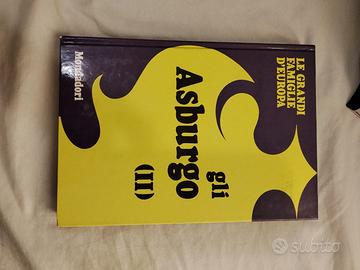 LE GRANDI
FAMIGLIE
D'EUROPA
gli
Asburgo
(II)
Mondadori
subito